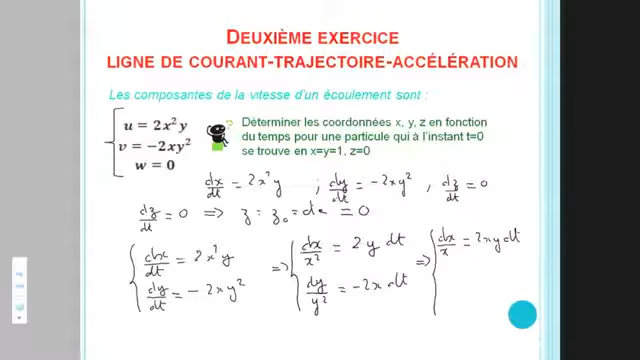 DEUXIÈME EXERCICE
LIGNE DE COURANT-TRAJECTOIRE-ACCÉLÉRATION
Les composantes de la vitesse d'un écoulement sont :
u = 2x²y
v = −2xy²
w = 0
Déterminer les coordonnées x, y, z en fonction
du temps pour une particule qui à l'instant t=0
se trouve en x=y=1, z=0
dx/dt = 2x²y ; dy/dt = −2xy² , dz/dt = 0
dz/dt = 0 ⇒ z = z₀ = cte = 0
{ dx/dt = 2x²y ⇒ { dx/x² = 2y dt ⇒ { dx/x = 2xy dt
dy/dt = −2xy² dy/y² = −2x dt